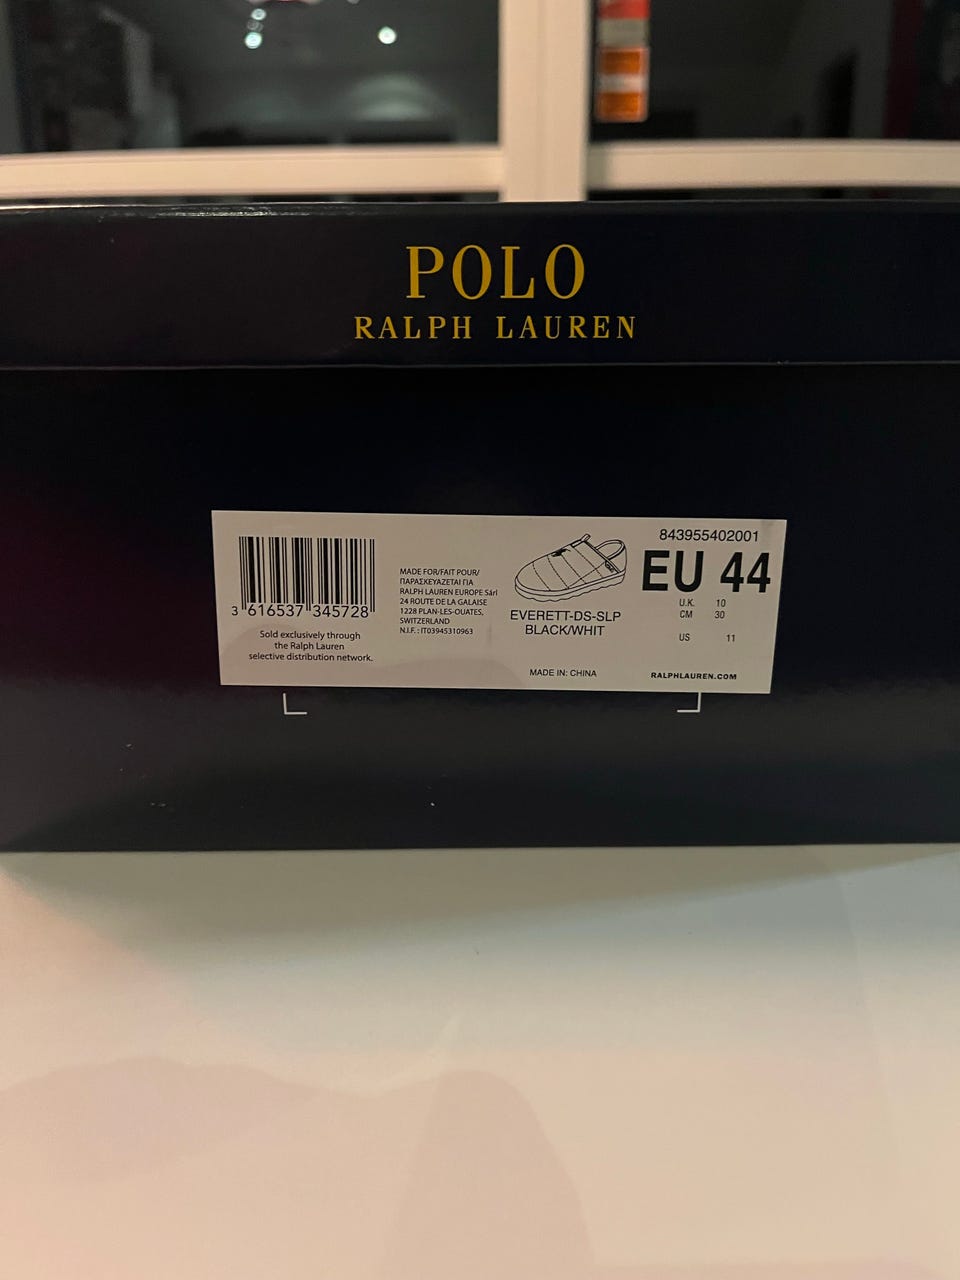 POLO
RALPH LAUREN
3 616537 345728
Sold exclusively through
the Ralph Lauren
selective distribution network.
MADE FOR/FAIT POUR/
ΠΑΡΑΣΚΕΥΑΖΕΤΑΙ ΓΙΑ
RALPH LAUREN EUROPE Sàrl
24 ROUTE DE LA GALAISE
1228 PLAN-LES-OUATES,
SWITZERLAND
N.I.F. : IT03945310963
EVERETT-DS-SLP
BLACK/WHIT
MADE IN: CHINA
843955402001
EU 44
U.K. 10
CM 30
US 11
RALPHLAUREN.COM